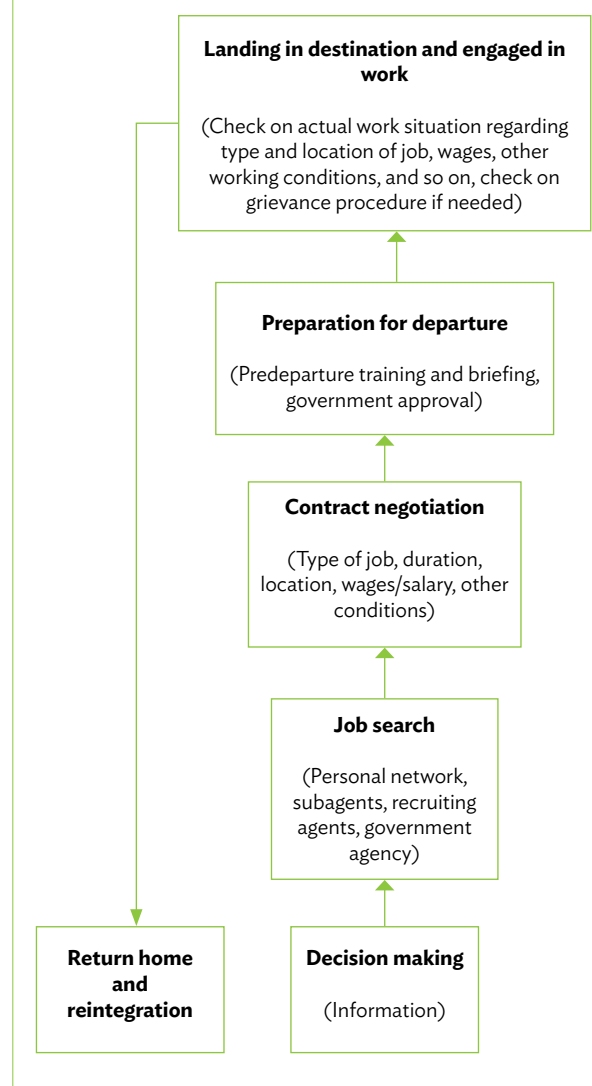 Landing in destination and engaged in
work
(Check on actual work situation regarding
type and location of job, wages, other
working conditions, and so on, check on
grievance procedure if needed)
Preparation for departure
(Predeparture training and briefing,
government approval)
Contract negotiation
(Type of job, duration,
location, wages/salary, other
conditions)
Job search
(Personal network,
subagents, recruiting
agents, government
agency)
Return home
and
reintegration
Decision making
(Information)